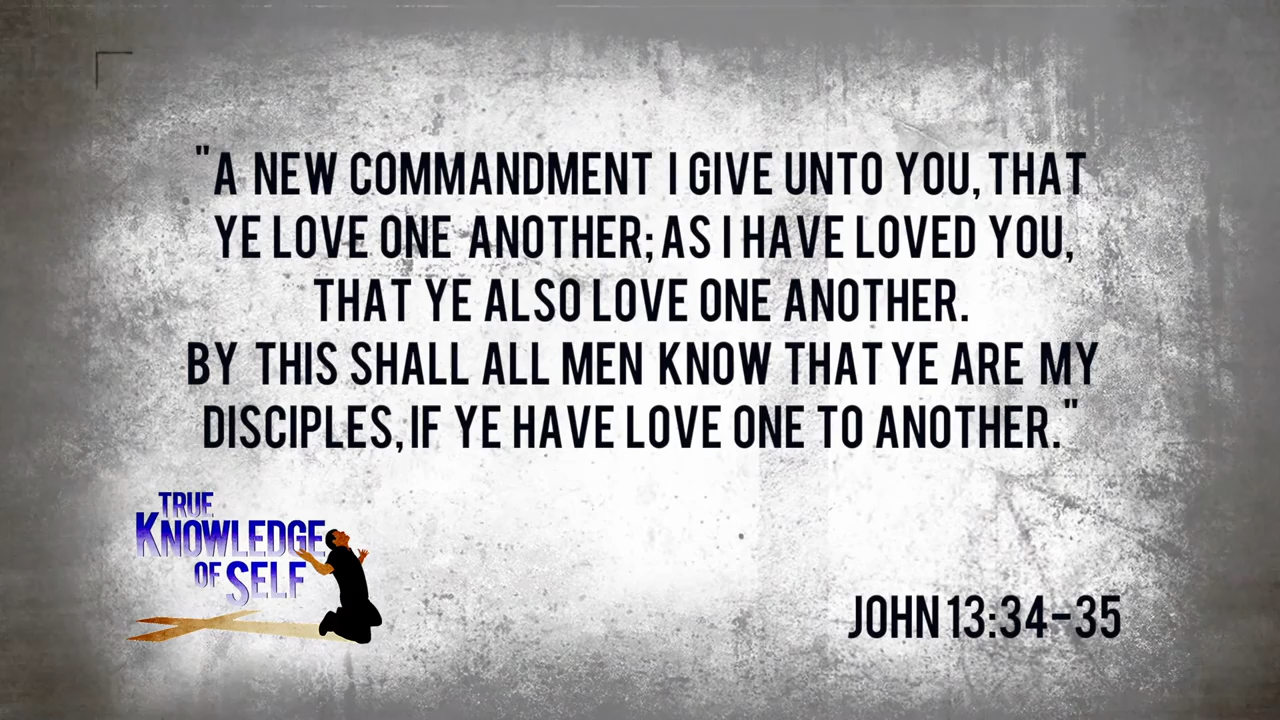 "A NEW COMMANDMENT I GIVE UNTO YOU, THAT
YE LOVE ONE ANOTHER; AS I HAVE LOVED YOU,
THAT YE ALSO LOVE ONE ANOTHER.
BY THIS SHALL ALL MEN KNOW THAT YE ARE MY
DISCIPLES, IF YE HAVE LOVE ONE TO ANOTHER."
TRUE
KNOWLEDGE
OF SELF
JOHN 13:34-35